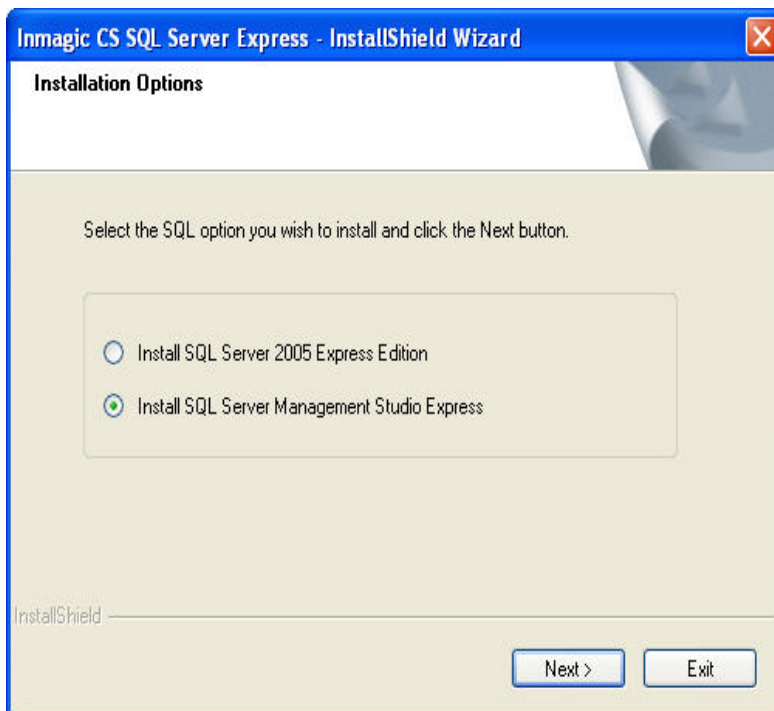 Inmagic CS SQL Server Express - InstallShield Wizard
Installation Options
Select the SQL option you wish to install and click the Next button.
Install SQL Server 2005 Express Edition
Install SQL Server Management Studio Express
InstallShield
Next >
Exit